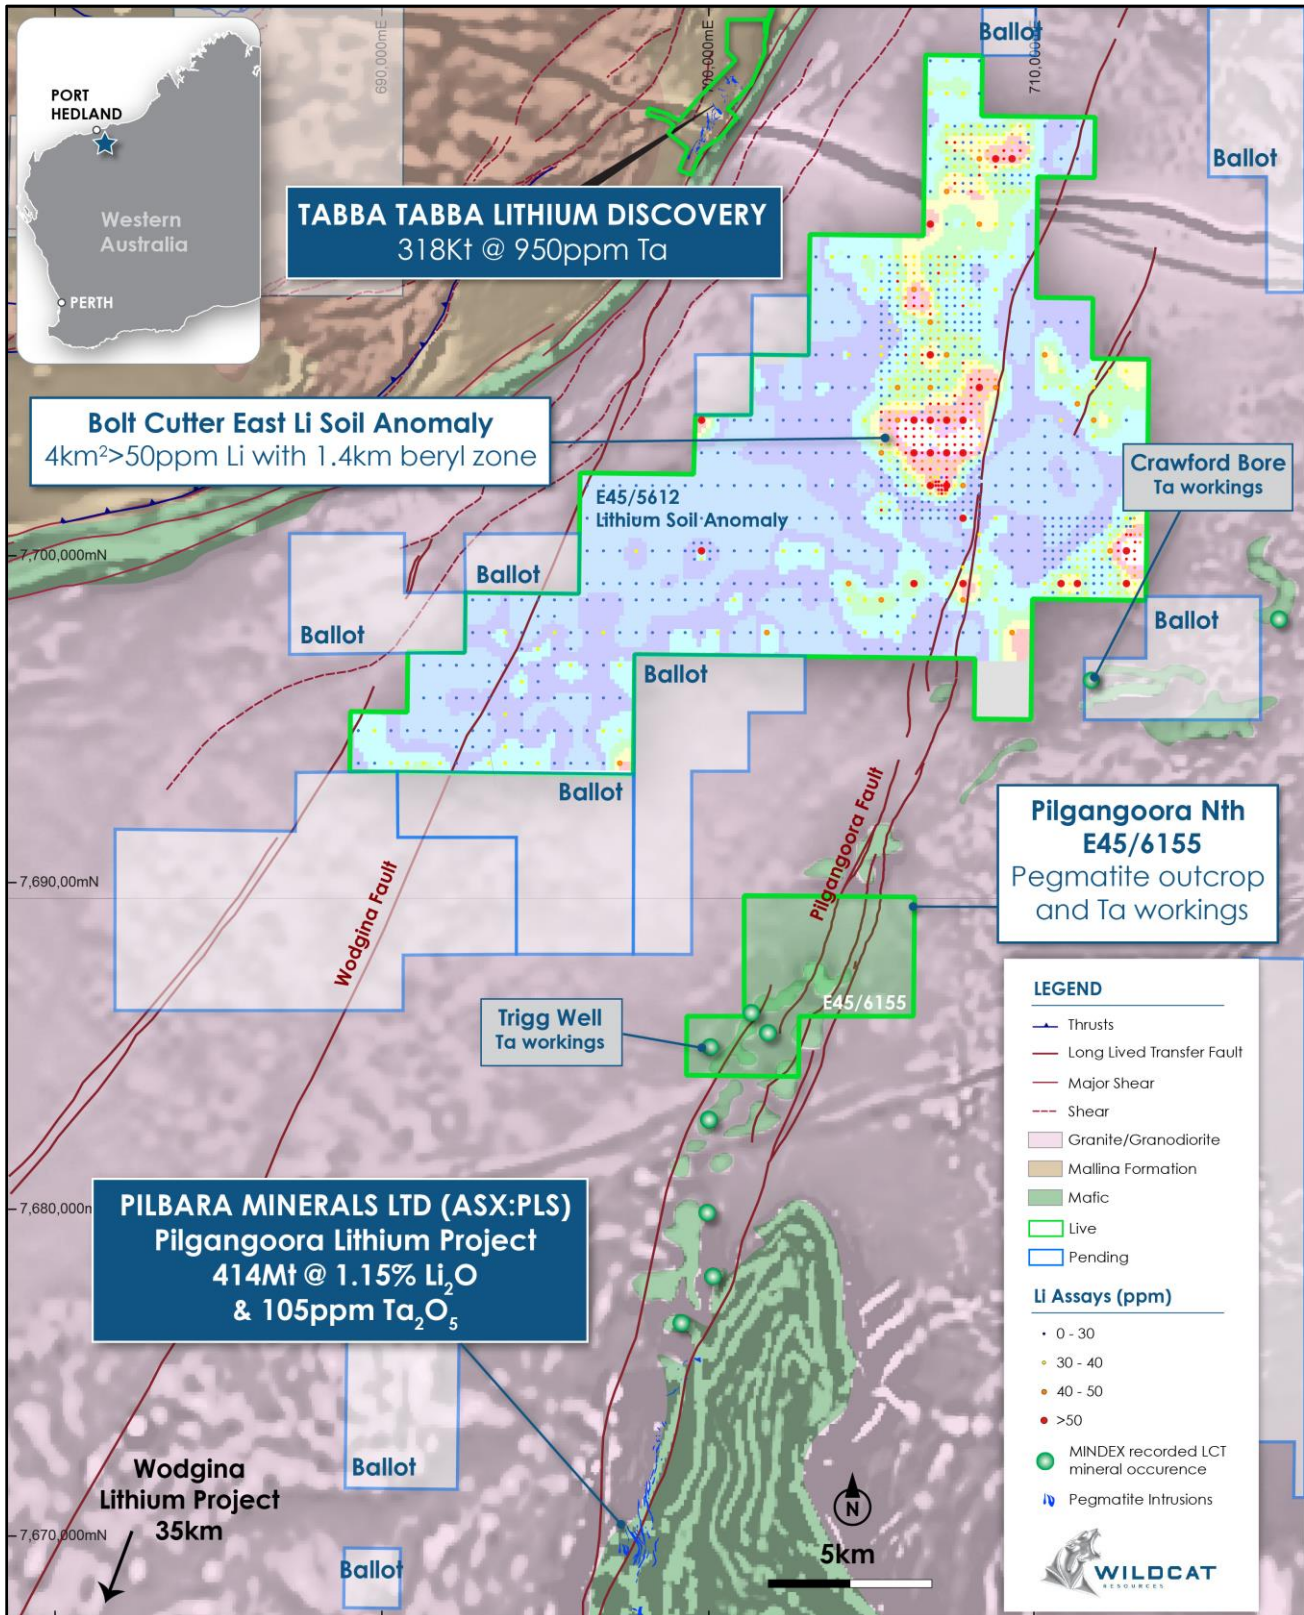 690,000mE
00,000mE
710,000mE
Ballot
PORT
HEDLAND
Western
Australia
PERTH
Ballot
TABBA TABBA LITHIUM DISCOVERY
318Kt @ 950ppm Ta
Bolt Cutter East Li Soil Anomaly
4km²>50ppm Li with 1.4km beryl zone
Crawford Bore
Ta workings
E45/5612
Lithium Soil Anomaly
7,700,000mN
Ballot
Ballot
Ballot
Ballot
Ballot
Pilgangoora Nth
E45/6155
Pegmatite outcrop
and Ta workings
Pilgangoora Fault
7,690,00mN
Wodgina Fault
E45/6155
Trigg Well
Ta workings
LEGEND
Thrusts
Long Lived Transfer Fault
Major Shear
Shear
Granite/Granodiorite
Mallina Formation
Mafic
Live
Pending
Li Assays (ppm)
0 - 30
30 - 40
40 - 50
>50
MINDEX recorded LCT
mineral occurence
Pegmatite Intrusions
WILDCAT
RESOURCES
7,680,000m
PILBARA MINERALS LTD (ASX:PLS)
Pilgangoora Lithium Project
414Mt @ 1.15% Li₂O
& 105ppm Ta₂O₅
Ballot
Wodgina
Lithium Project
35km
7,670,000mN
Ballot
N
5km